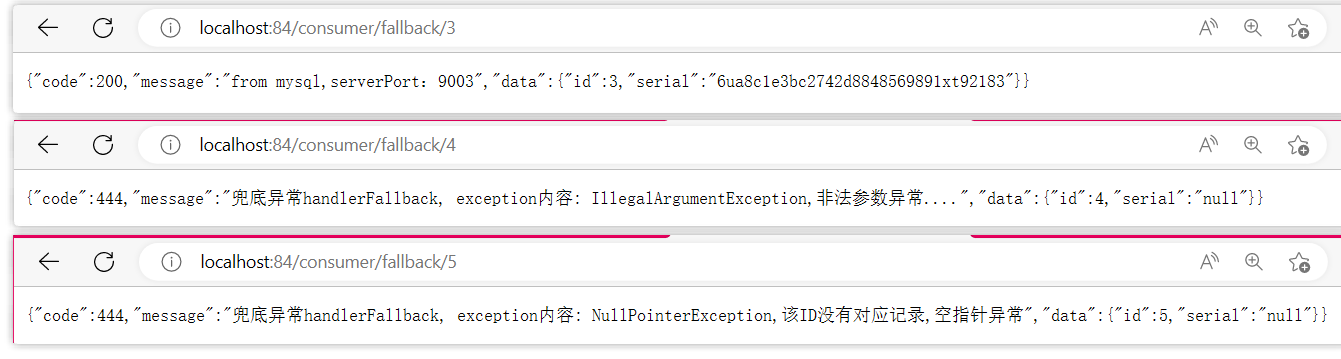 localhost:84/consumer/fallback/3
{"code":200,"message":"from mysql,serverPort：9003","data":{"id":3,"serial":"6ua8c1e3bc2742d8848569891xt92183"}}
localhost:84/consumer/fallback/4
{"code":444,"message":"兜底异常handlerFallback, exception内容: IllegalArgumentException,非法参数异常....","data":{"id":4,"serial":"null"}}
localhost:84/consumer/fallback/5
{"code":444,"message":"兜底异常handlerFallback, exception内容: NullPointerException,该ID没有对应记录,空指针异常","data":{"id":5,"serial":"null"}}